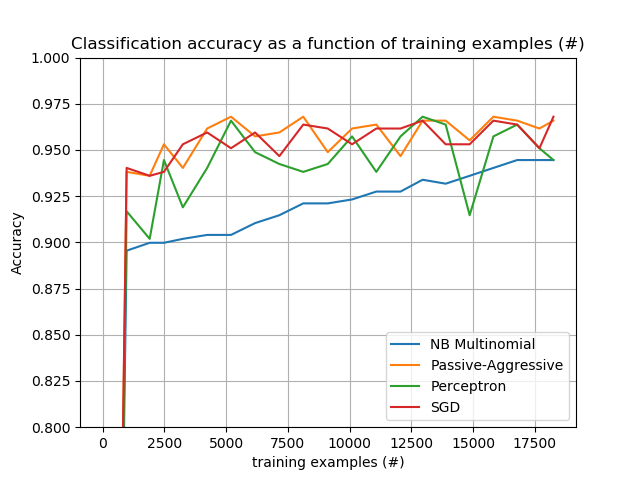 Classification accuracy as a function of training examples (#)
1.000
0.975
0.950
0.925
0.900
0.875
0.850
0.825
0.800
Accuracy
NB Multinomial
Passive-Aggressive
Perceptron
SGD
0
2500
5000
7500
10000
12500
15000
17500
training examples (#)